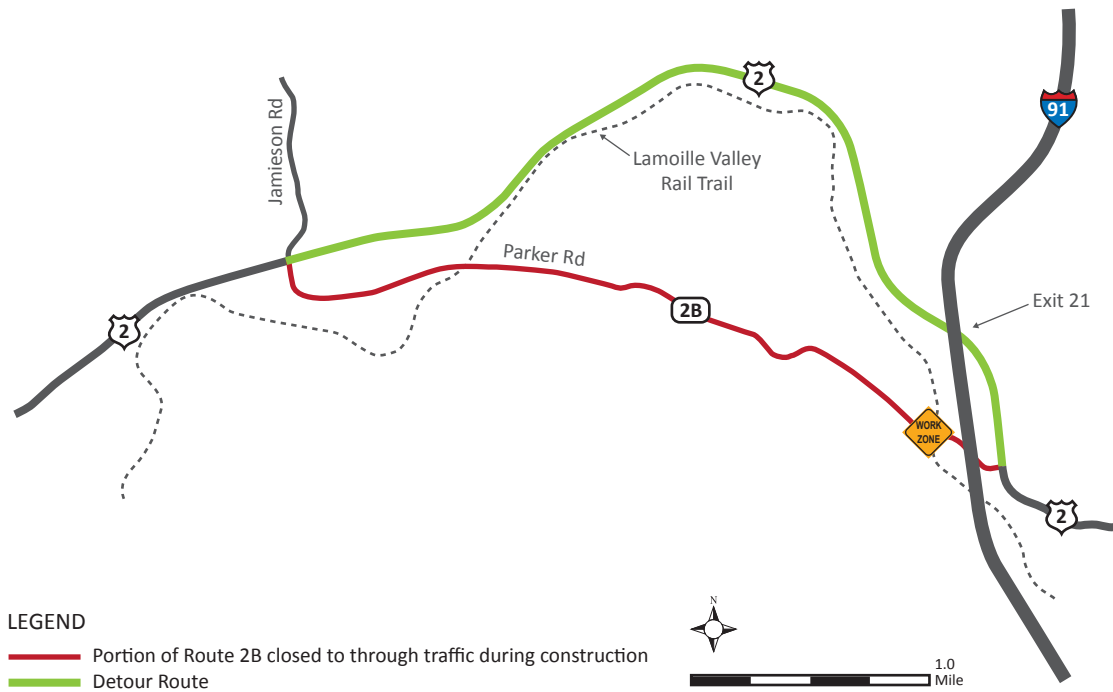 2
91
Jamieson Rd
Lamoille Valley
Rail Trail
Parker Rd
2B
Exit 21
2
WORK
ZONE
2
N
LEGEND
Portion of Route 2B closed to through traffic during construction
Detour Route
1.0
Mile